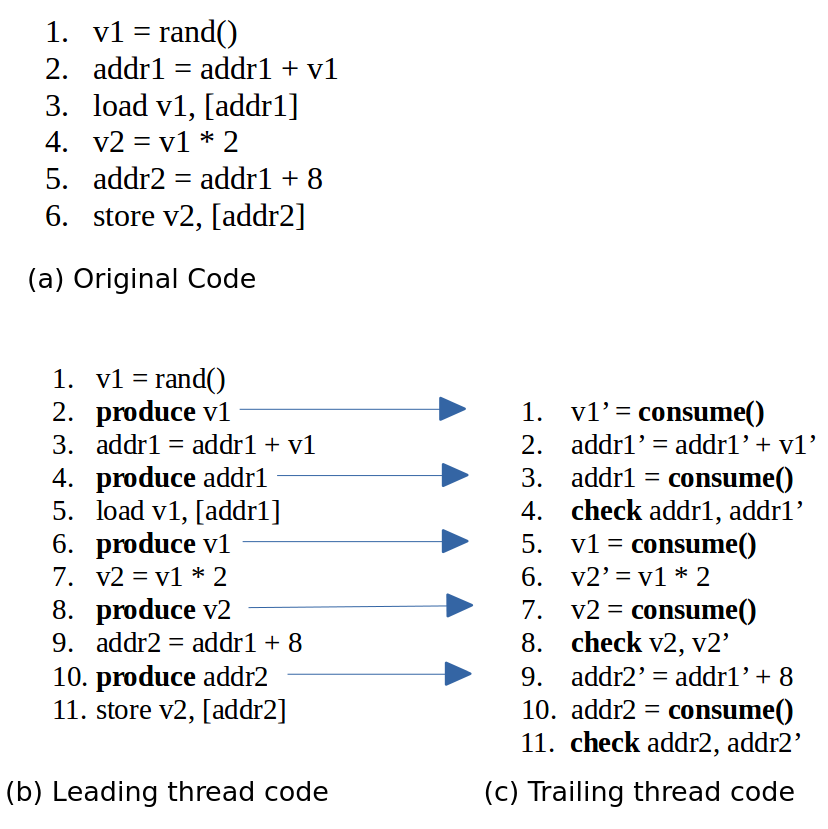 1. v1 = rand()
2. addr1 = addr1 + v1
3. load v1, [addr1]
4. v2 = v1 * 2
5. addr2 = addr1 + 8
6. store v2, [addr2]
(a) Original Code
1. v1 = rand()
2. produce v1
3. addr1 = addr1 + v1
4. produce addr1
5. load v1, [addr1]
6. produce v1
7. v2 = v1 * 2
8. produce v2
9. addr2 = addr1 + 8
10. produce addr2
11. store v2, [adr2]
(b) Leading thread code
1. v1’ = consume()
2. addr1’ = addr1’ + v1’
3. addr1 = consume()
4. check addr1, addr1’
5. v1 = consume()
6. v2’ = v1 * 2
7. v2 = consume()
8. check v2, v2’
9. addr2’ = addr1’ + 8
10. addr2 = consume()
11. check addr2, addr2’
(c) Trailing thread code